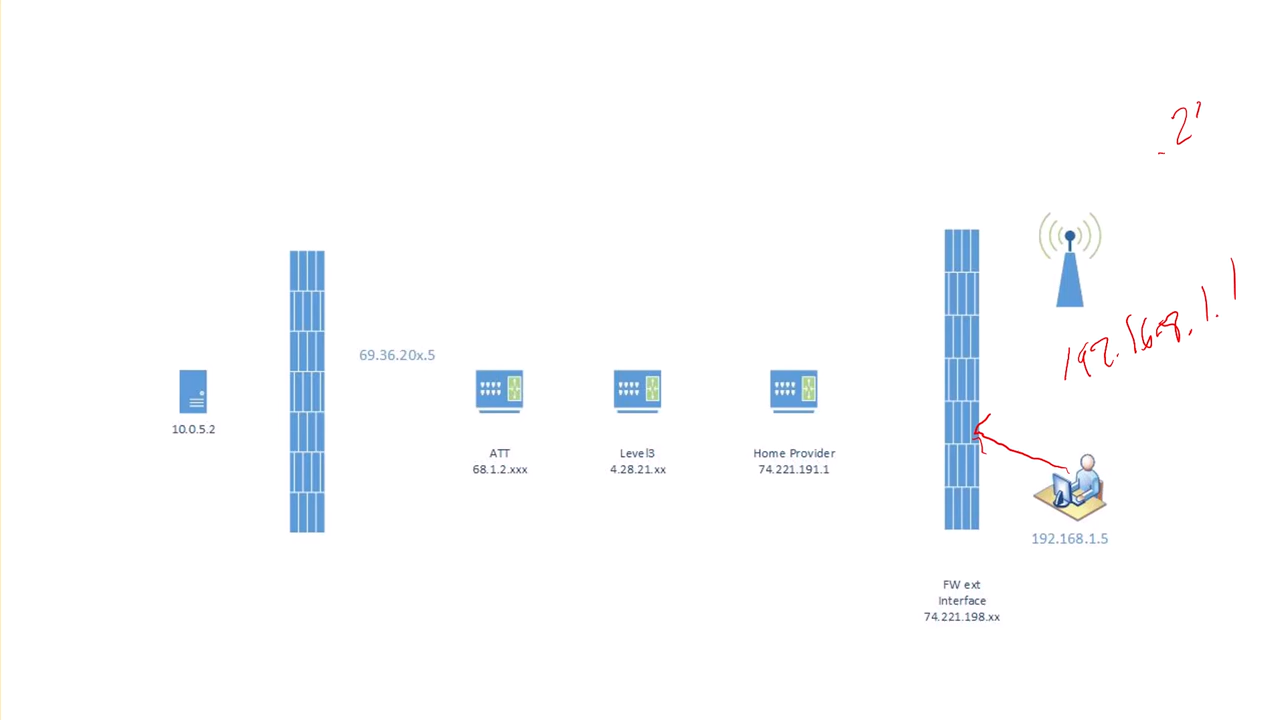 192.168.1.1
69.36.20x.5
10.0.5.2
ATT
68.1.2.xxx
Level3
4.28.21.xx
Home Provider
74.221.191.1
192.168.1.5
FW ext
Interface
74.221.198.xx